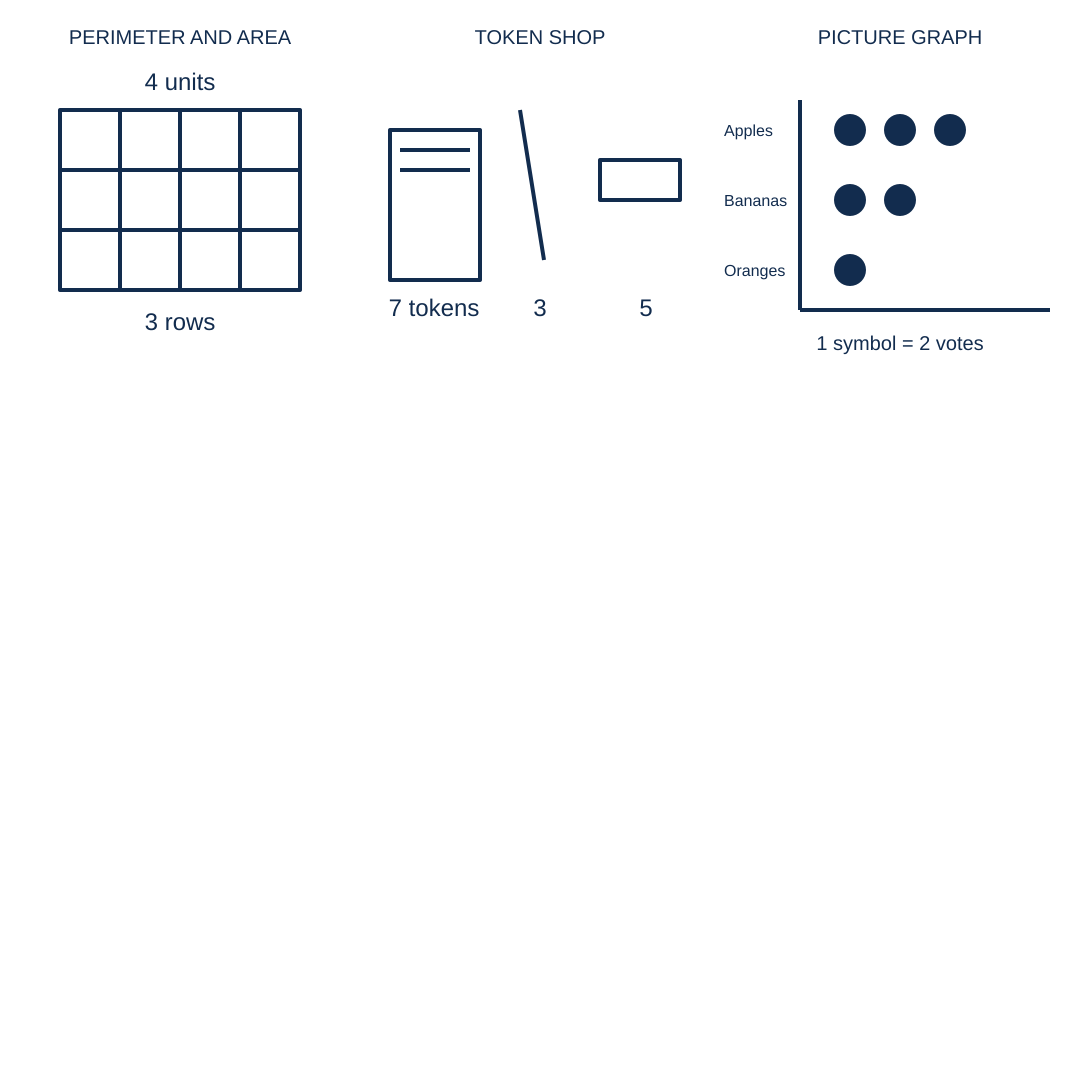 PERIMETER AND AREA
4 units
3 rows
TOKEN SHOP
7 tokens 3 5
PICTURE GRAPH
Apples
Bananas
Oranges
1 symbol = 2 votes